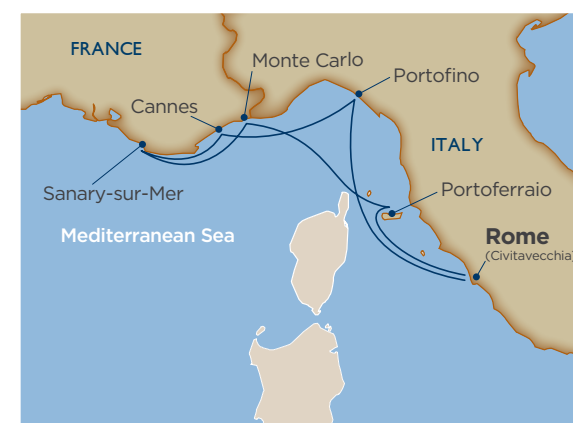 FRANCE
Monte Carlo
Portofino
Cannes
ITALY
Sanary-sur-Mer
Portoferraio
Mediterranean Sea
Rome
(Civitavecchia)